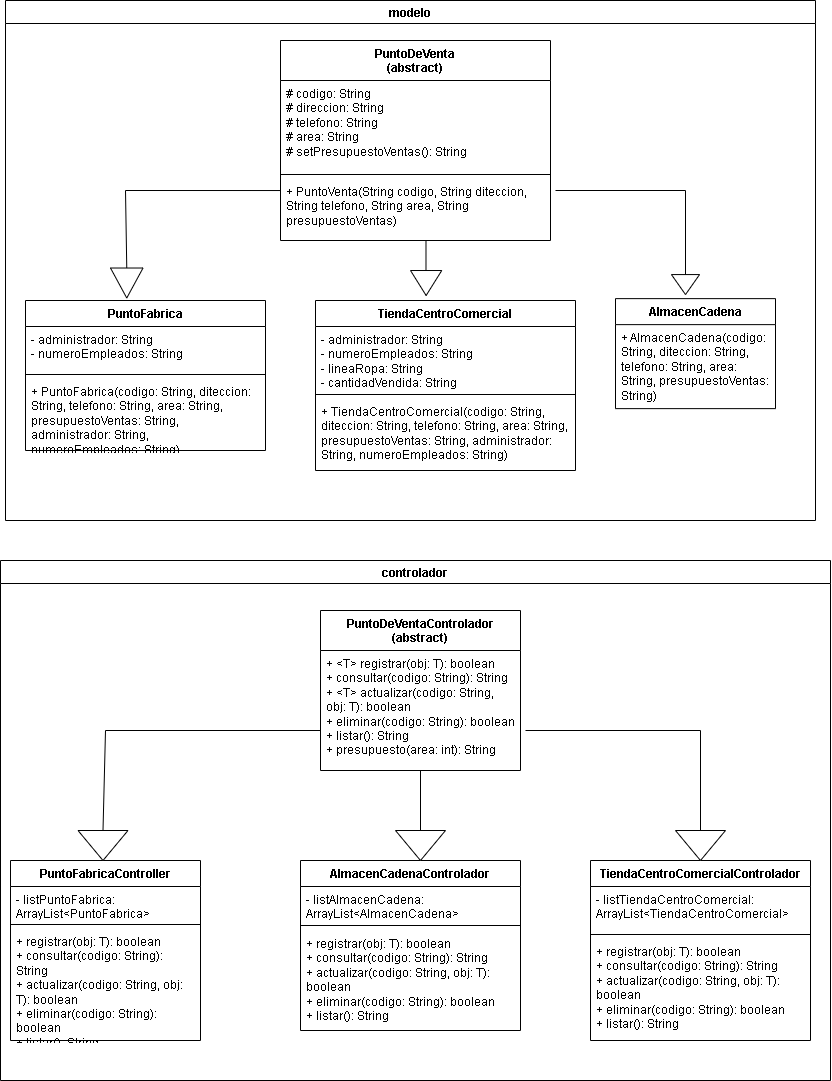 modelo
PuntoDeVenta
(abstract)
# codigo: String
# direccion: String
# telefono: String
# area: String
# setPresupuestoVentas(): String
+ PuntoVenta(String codigo, String diteccion,
String telefono, String area, String
presupuestoVentas)
PuntoFabrica
- administrador: String
- numeroEmpleados: String
+ PuntoFabrica(codigo: String, diteccion:
String, telefono: String, area: String,
presupuestoVentas: String,
administrador: String,
numeroEmpleados: String)
TiendaCentroComercial
- administrador: String
- numeroEmpleados: String
- lineaRopa: String
- cantidadVendida: String
+ TiendaCentroComercial(codigo: String,
diteccion: String, telefono: String, area: String,
presupuestoVentas: String, administrador:
String, numeroEmpleados: String)
AlmacenCadena
+ AlmacenCadena(codigo:
String, diteccion: String,
telefono: String, area:
String, presupuestoVentas:
String)
controlador
PuntoDeVentaControlador
(abstract)
+ <T> registrar(obj: T): boolean
+ consultar(codigo: String): String
+ <T> actualizar(codigo: String,
obj: T): boolean
+ eliminar(codigo: String): boolean
+ listar(): String
+ presupuesto(area: int): String
PuntoFabricaController
- listPuntoFabrica:
ArrayList<PuntoFabrica>
+ registrar(obj: T): boolean
+ consultar(codigo: String):
String
+ actualizar(codigo: String, obj:
T): boolean
+ eliminar(codigo: String):
boolean
+ listar(): String
AlmacenCadenaControlador
- listAlmacenCadena:
ArrayList<AlmacenCadena>
+ registrar(obj: T): boolean
+ consultar(codigo: String): String
+ actualizar(codigo: String, obj: T):
boolean
+ eliminar(codigo: String): boolean
+ listar(): String
TiendaCentroComercialControlador
- listTiendaCentroComercial:
ArrayList<TiendaCentroComercial>
+ registrar(obj: T): boolean
+ consultar(codigo: String): String
+ actualizar(codigo: String, obj: T):
boolean
+ eliminar(codigo: String): boolean
+ listar(): String